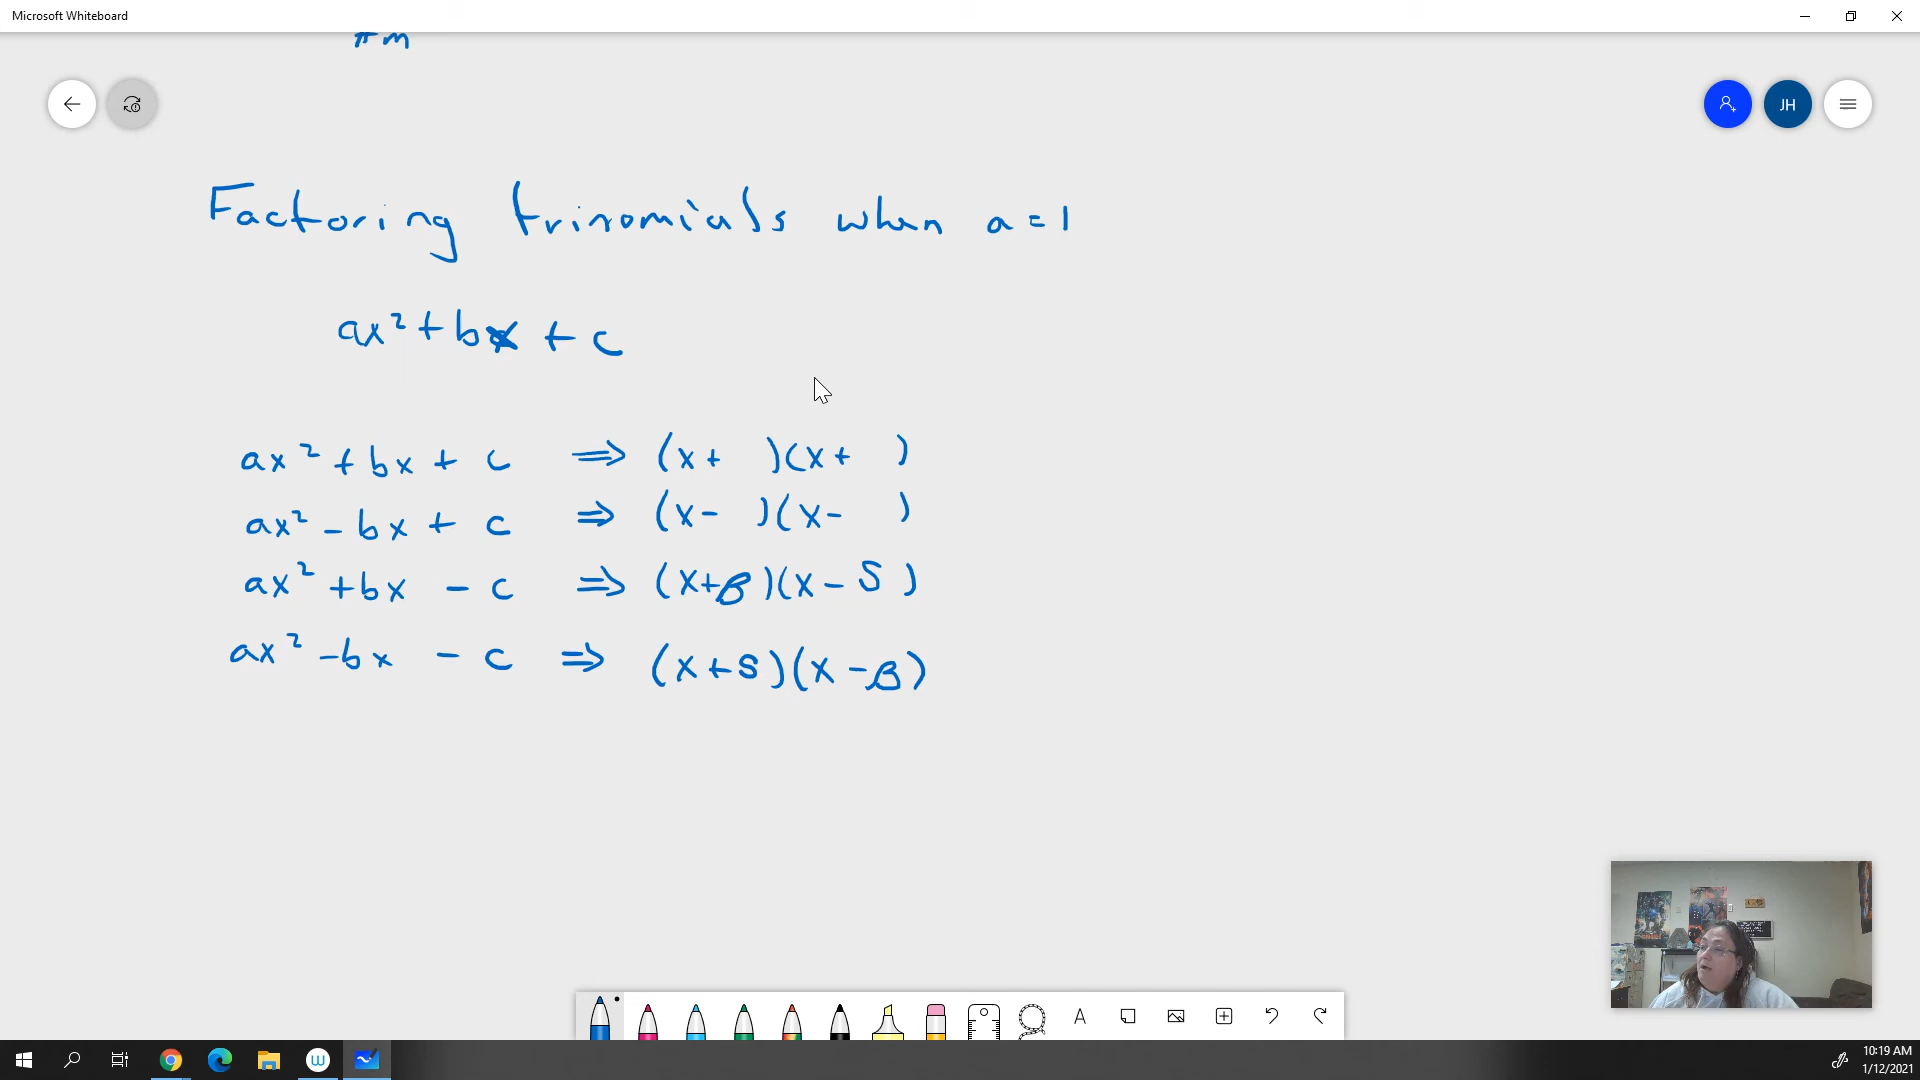 Microsoft Whiteboard
#m
JH
Factoring trinomials when a=1
ax² + bx + c
ax² + bx + c ⇒ (x + )(x + )
ax² - bx + c ⇒ (x - )(x - )
ax² + bx - c ⇒ (x+B)(x - S)
ax² - bx - c ⇒ (x + S)(x - B)
A
W
10:19 AM
1/12/2021